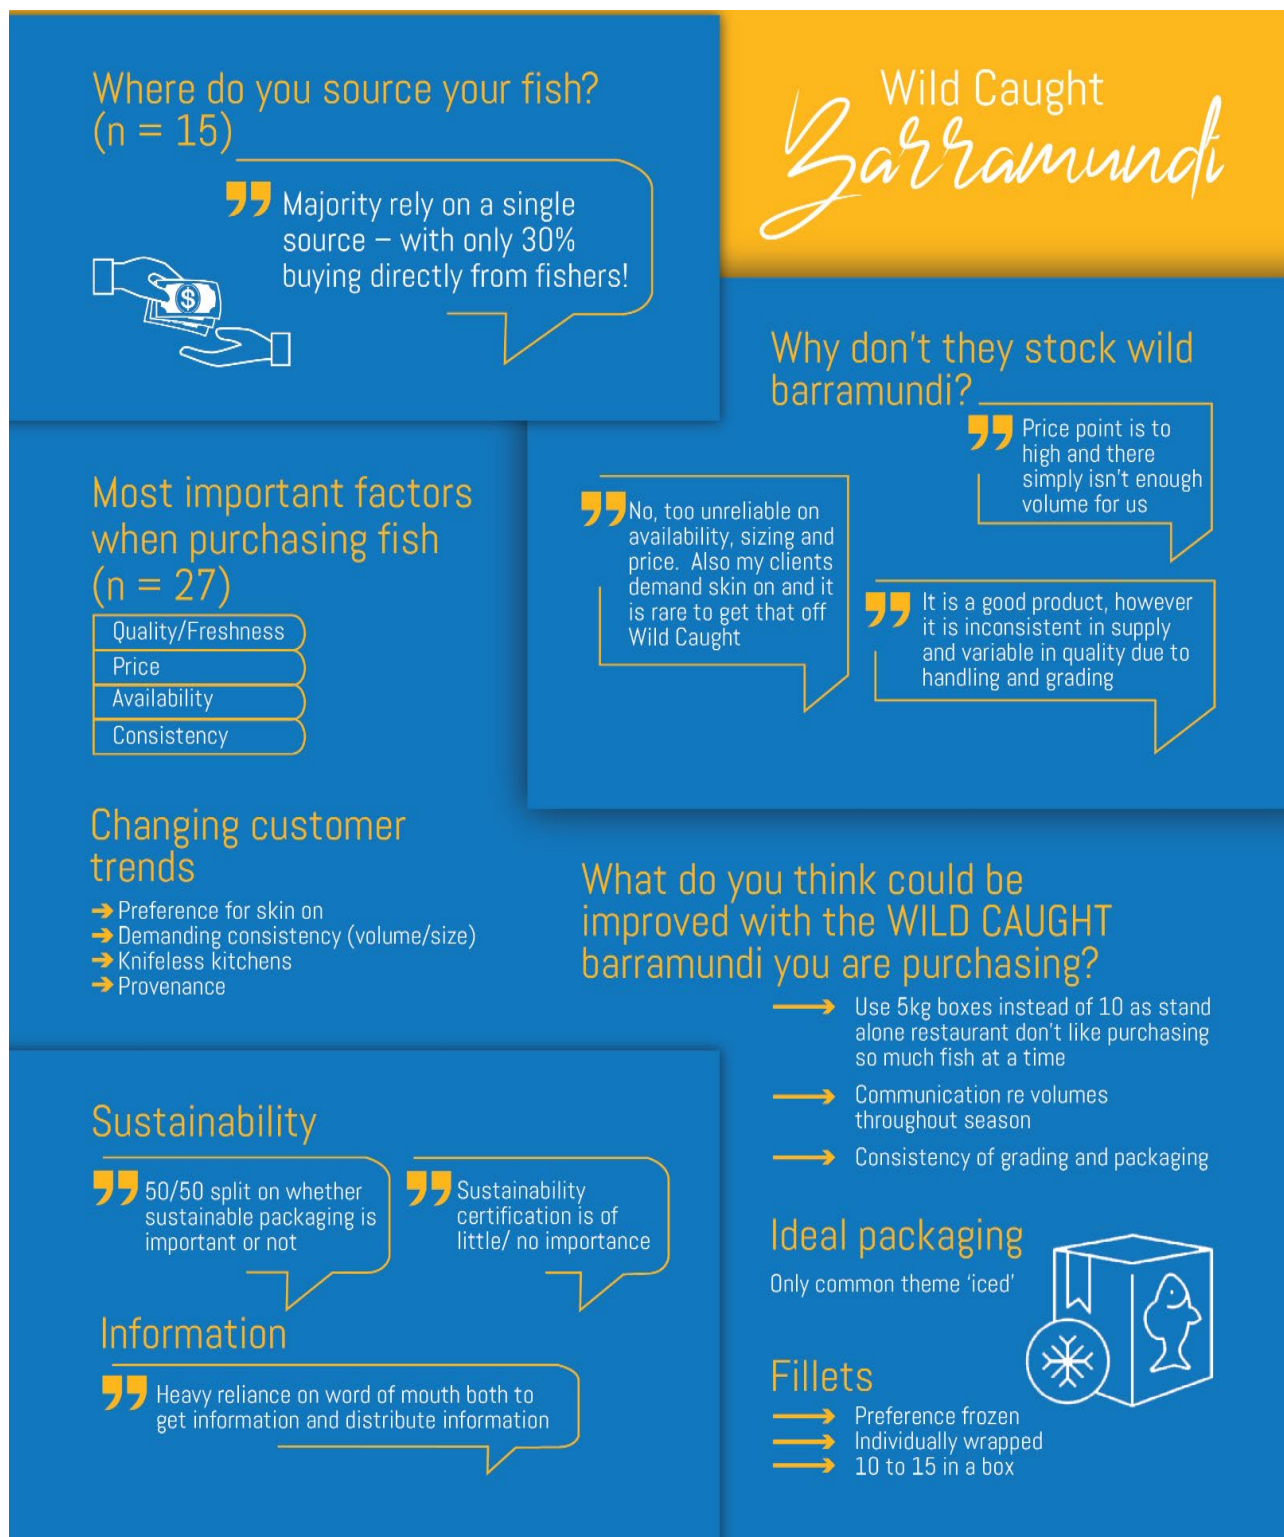 Where do you source your fish?
(n = 15)
Majority rely on a single
source – with only 30%
buying directly from fishers!
$
Wild Caught
Barramundi
Why don't they stock wild
barramundi?
Price point is to
high and there
simply isn't enough
volume for us
No, too unreliable on
availability, sizing and
price. Also my clients
demand skin on and it
is rare to get that off
Wild Caught
It is a good product, however
it is inconsistent in supply
and variable in quality due to
handling and grading
Most important factors
when purchasing fish
(n = 27)
Quality/Freshness
Price
Availability
Consistency
Changing customer
trends
Preference for skin on
Demanding consistency (volume/size)
Knifeless kitchens
Provenance
What do you think could be
improved with the WILD CAUGHT
barramundi you are purchasing?
Use 5kg boxes instead of 10 as stand
alone restaurant don't like purchasing
so much fish at a time
Communication re volumes
throughout season
Consistency of grading and packaging
Sustainability
50/50 split on whether
sustainable packaging is
important or not
Sustainability
certification is of
little/ no importance
Information
Heavy reliance on word of mouth both to
get information and distribute information
Ideal packaging
Only common theme ‘iced’
Fillets
Preference frozen
Individually wrapped
10 to 15 in a box